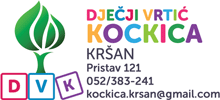 DJEČJI VRTIĆ
KOCKICA
KRŠAN
Pristav 121
052/383-241
kockica.krsan@gmail.com
D V K